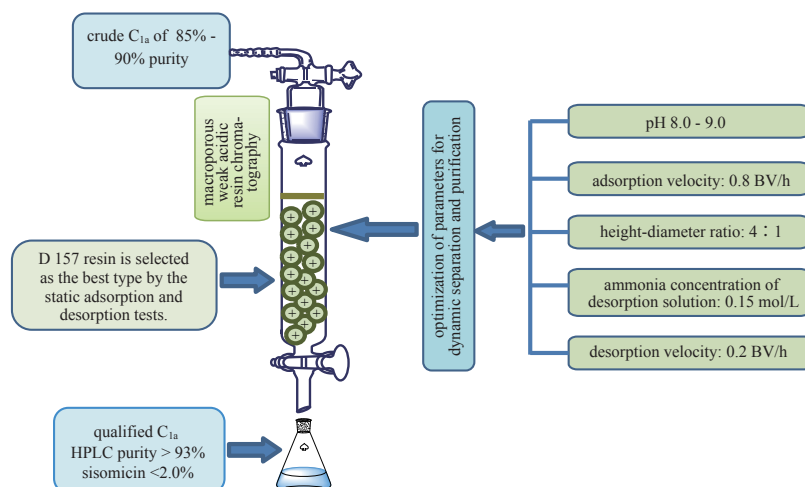 crude C₁ₐ of 85% -
90% purity
macroporous
weak acidic
resin chroma-
tography
D 157 resin is selected
as the best type by the
static adsorption and
desorption tests.
qualified C₁ₐ
HPLC purity > 93%
sisomicin <2.0%
optimization of parameters for
dynamic separation and purification
pH 8.0 - 9.0
adsorption velocity: 0.8 BV/h
height-diameter ratio: 4：1
ammonia concentration of
desorption solution: 0.15 mol/L
desorption velocity: 0.2 BV/h